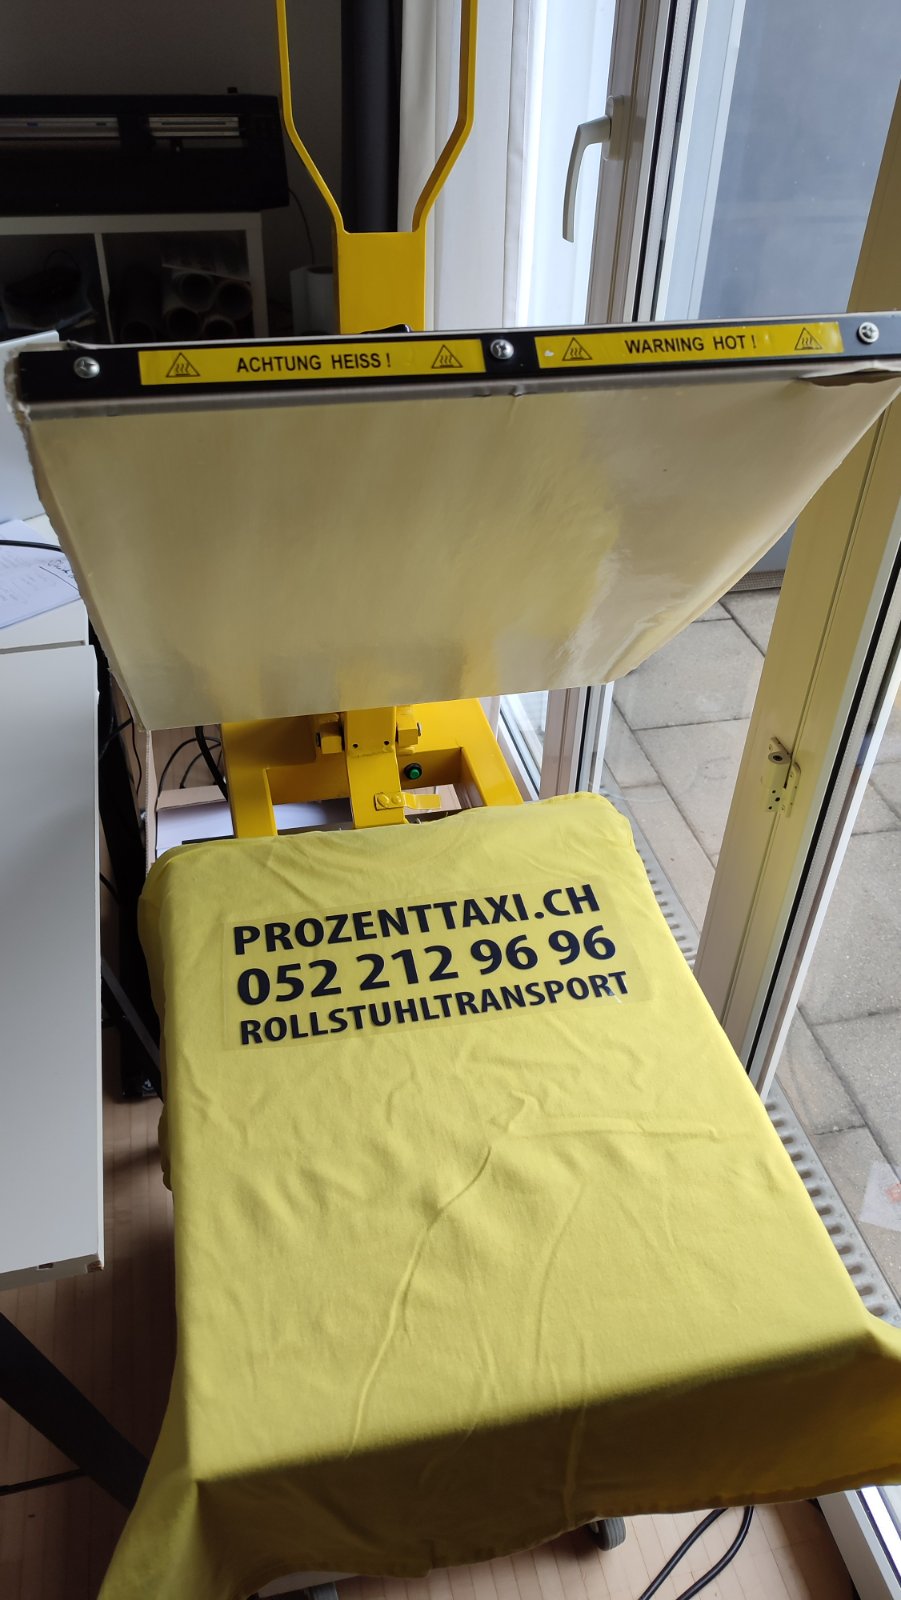 ACHTUNG HEISS !
WARNING HOT !
PROZENTTAXI.CH
052 212 96 96
ROLLSTUHLTRANSPORT